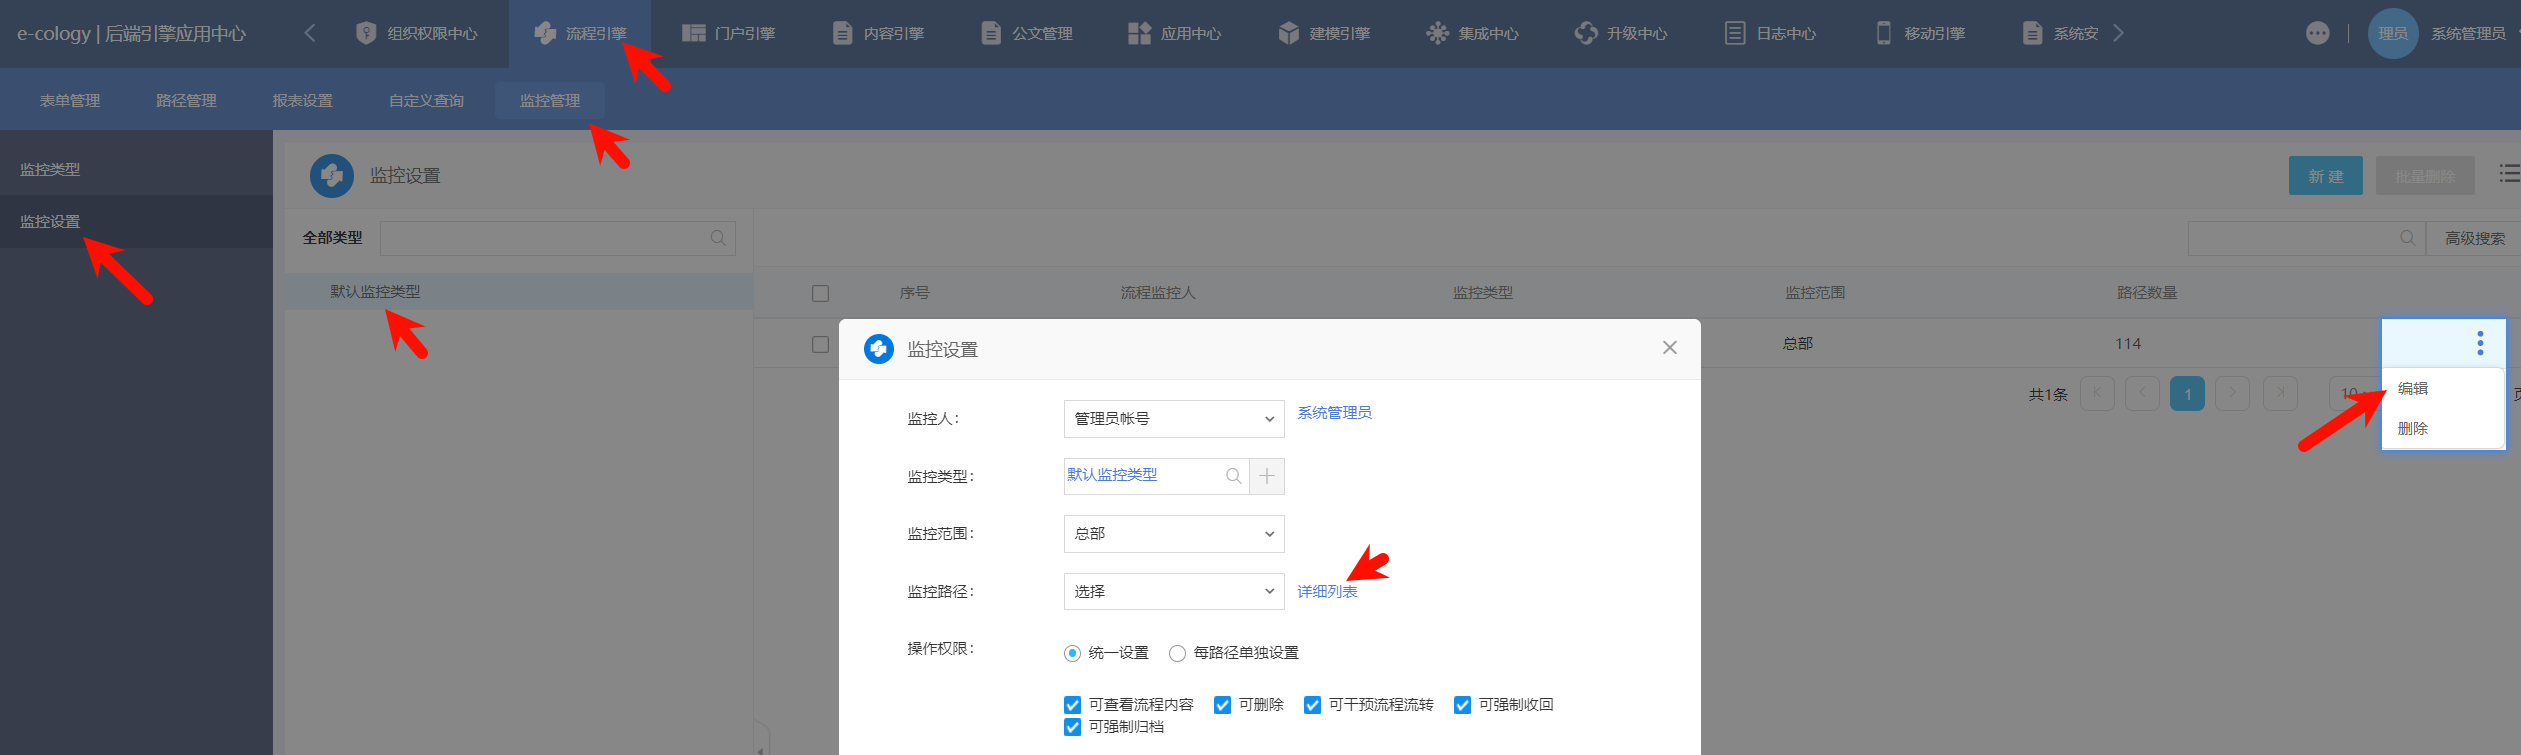 e-cology | 后端引擎应用中心 组织权限中心 流程引擎 门户引擎 内容引擎 公文管理 应用中心 建模引擎 集成中心 升级中心 日志中心 移动引擎 系统安 理员 系统管理员
表单管理 路径管理 报表设置 自定义查询 监控管理
监控类型
监控设置
监控设置 新 建 批量删除
全部类型 高级搜索
默认监控类型
序号 流程监控人 监控类型 监控范围 路径数量
总部 114
共1条 1 10
编辑
删除
监控设置
监控人： 管理员帐号 系统管理员
监控类型： 默认监控类型
监控范围： 总部
监控路径： 选择 详细列表
操作权限： 统一设置 每路径单独设置
可查看流程内容 可删除 可干预流程流转 可强制收回
可强制归档